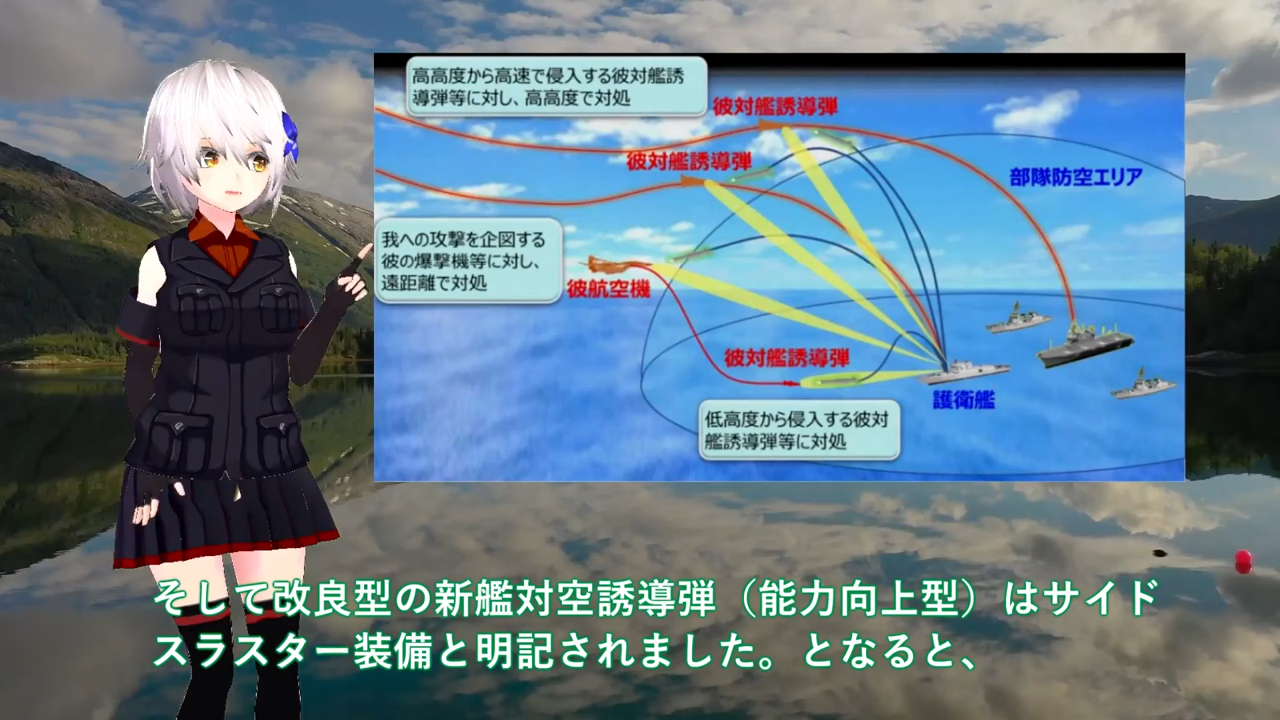 高高度から高速で侵入する彼対艦誘
導弾等に対し、高高度で対処
彼対艦誘導弾
彼対艦誘導弾
部隊防空エリア
我への攻撃を企図する
彼の爆撃機等に対し、
遠距離で対処
彼航空機
彼対艦誘導弾
護衛艦
低高度から侵入する彼対
艦誘導弾等に対処
そして改良型の新艦対空誘導弾（能力向上型）はサイド
スラスター装備と明記されました。となると、